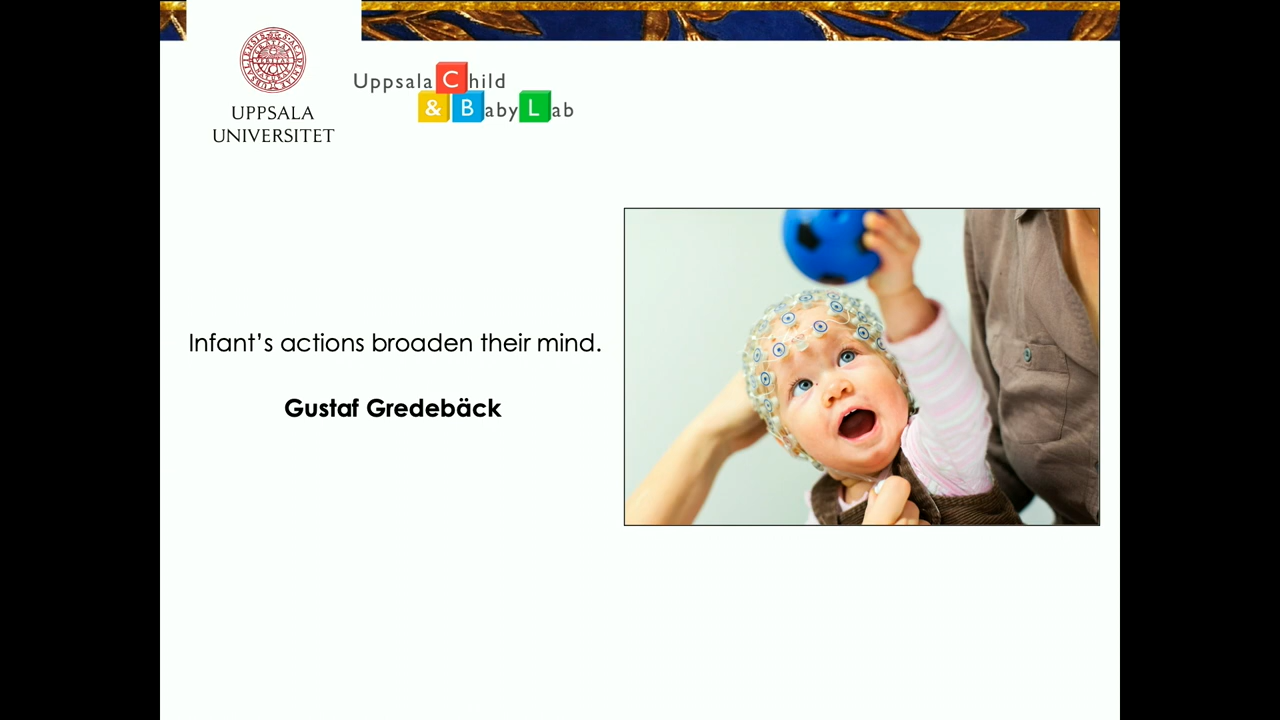 UPPSALA
UNIVERSITET
Uppsala Child
& Baby Lab
Infant's actions broaden their mind.
Gustaf Gredebäck